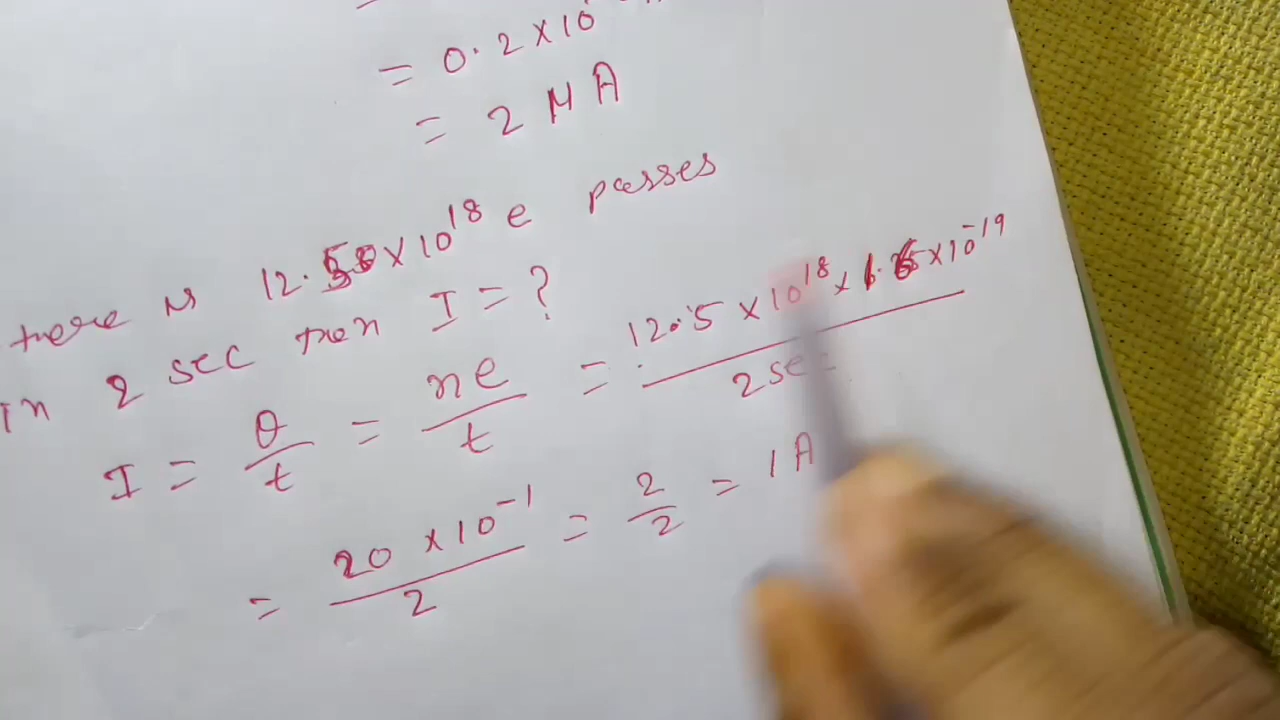 = 0.2×10
= 2 μA
there is 12.5×10^18 e passes
in 2 sec then I = ?
I = Q/t = ne/t = 12.5 × 10^18 × 1.6×10^-19 / 2 sec
= 20 × 10^-1 / 2 = 2/2 = 1 A